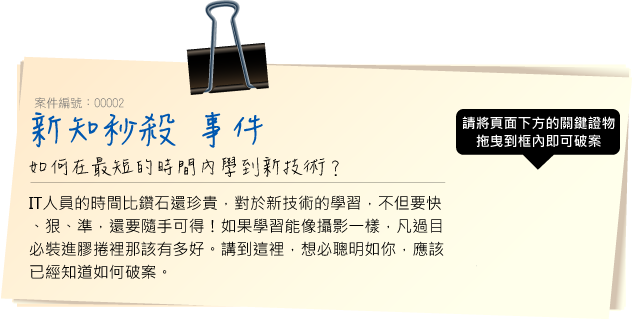 案件編號：00002
新知秒殺 事件
如何在最短的時間內學到新技術？
IT人員的時間比鑽石還珍貴，對於新技術的學習，不但要快
、狠、準，還要隨手可得！如果學習能像攝影一樣，凡過目
必裝進膠捲裡那該有多好。講到這裡，想必聰明如你，應該
已經知道如何破案。
請將頁面下方的關鍵證物
拖曳到框內即可破案